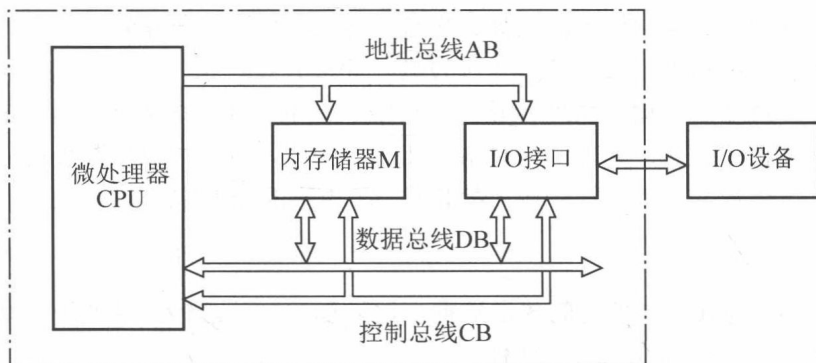 地址总线AB
微处理器
CPU
内存储器M
I/O接口
I/O设备
数据总线DB
控制总线CB